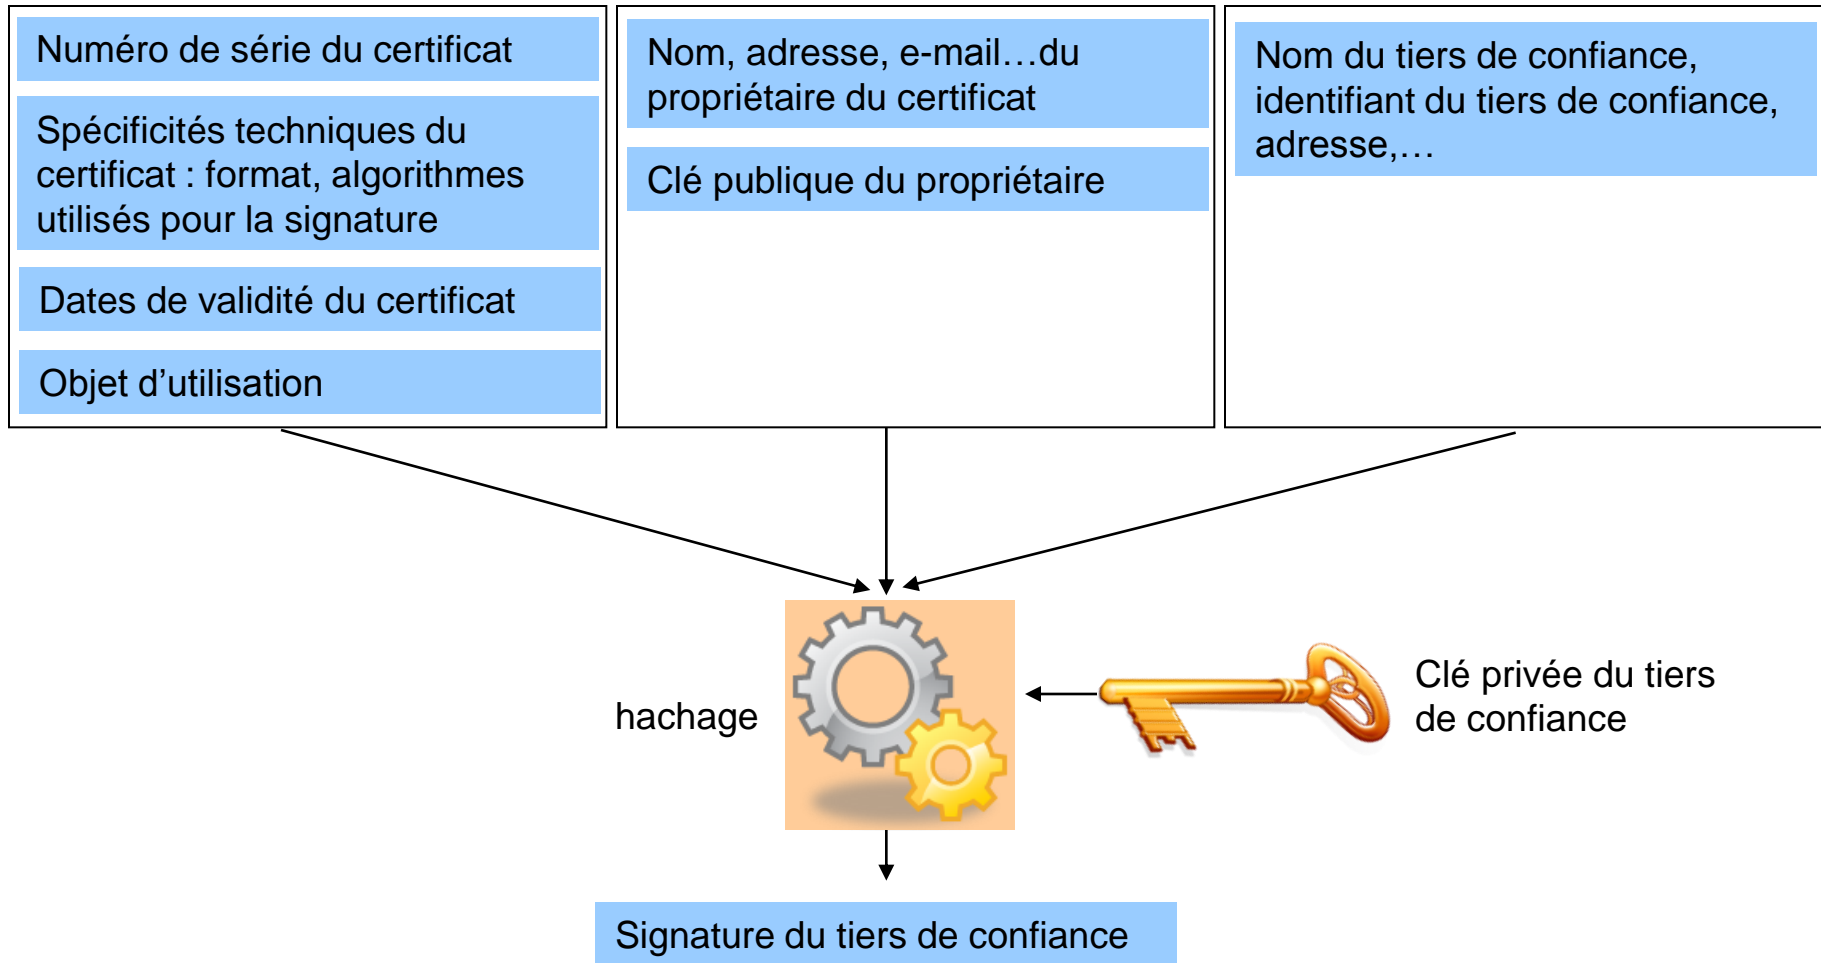 Numéro de série du certificat
Spécificités techniques du
certificat : format, algorithmes
utilisés pour la signature
Dates de validité du certificat
Objet d’utilisation
Nom, adresse, e-mail…du
propriétaire du certificat
Clé publique du propriétaire
Nom du tiers de confiance,
identifiant du tiers de confiance,
adresse,…
hachage
Clé privée du tiers
de confiance
Signature du tiers de confiance